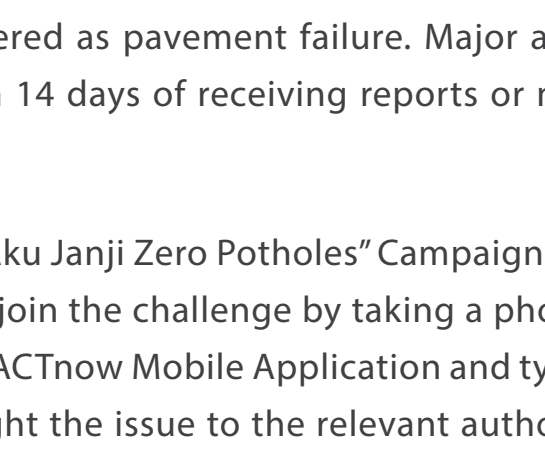 ered as pavement failure. Major a
14 days of receiving reports or
ku Janji Zero Potholes” Campaign
join the challenge by taking a pho
ACTnow Mobile Application and ty
ght the issue to the relevant autho